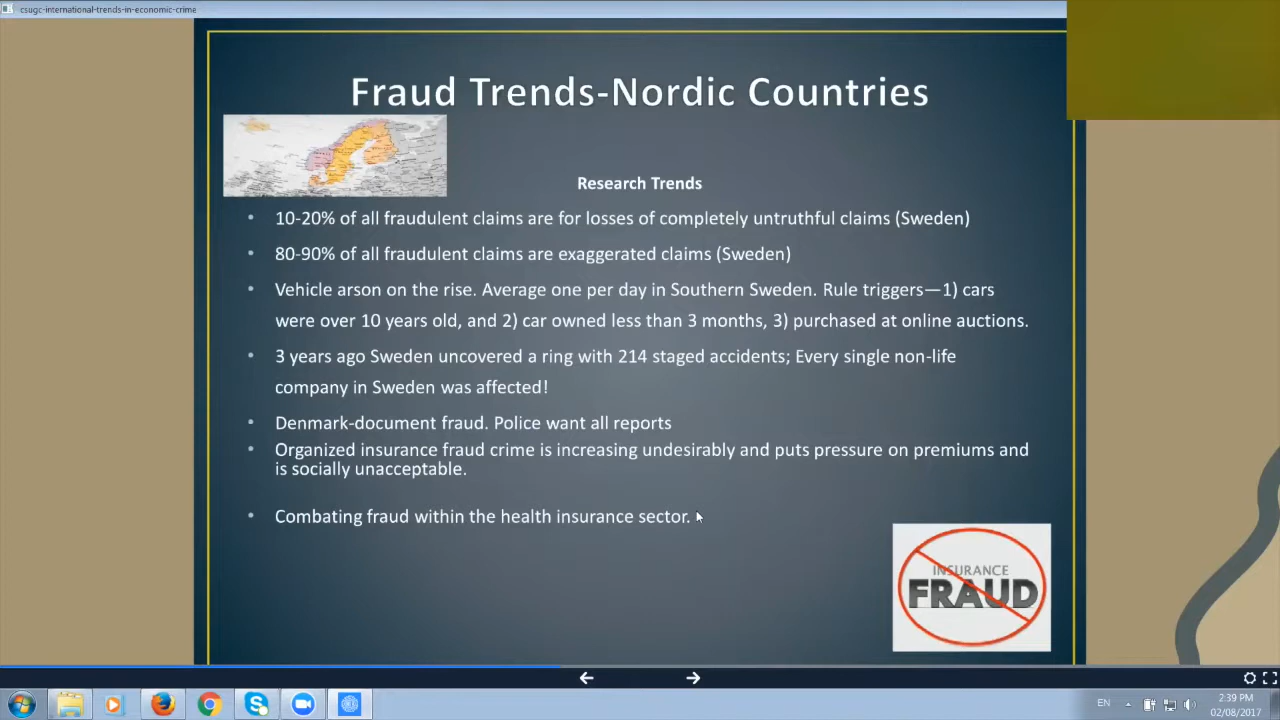 csugc-international-trends-in-economic-crime
Fraud Trends-Nordic Countries
Research Trends
• 10-20% of all fraudulent claims are for losses of completely untruthful claims (Sweden)
• 80-90% of all fraudulent claims are exaggerated claims (Sweden)
• Vehicle arson on the rise. Average one per day in Southern Sweden. Rule triggers—1) cars
were over 10 years old, and 2) car owned less than 3 months, 3) purchased at online auctions.
• 3 years ago Sweden uncovered a ring with 214 staged accidents; Every single non-life
company in Sweden was affected!
• Denmark-document fraud. Police want all reports
• Organized insurance fraud crime is increasing undesirably and puts pressure on premiums and
is socially unacceptable.
• Combating fraud within the health insurance sector.
INSURANCE
FRAUD
EN
2:39 PM
02/08/2017